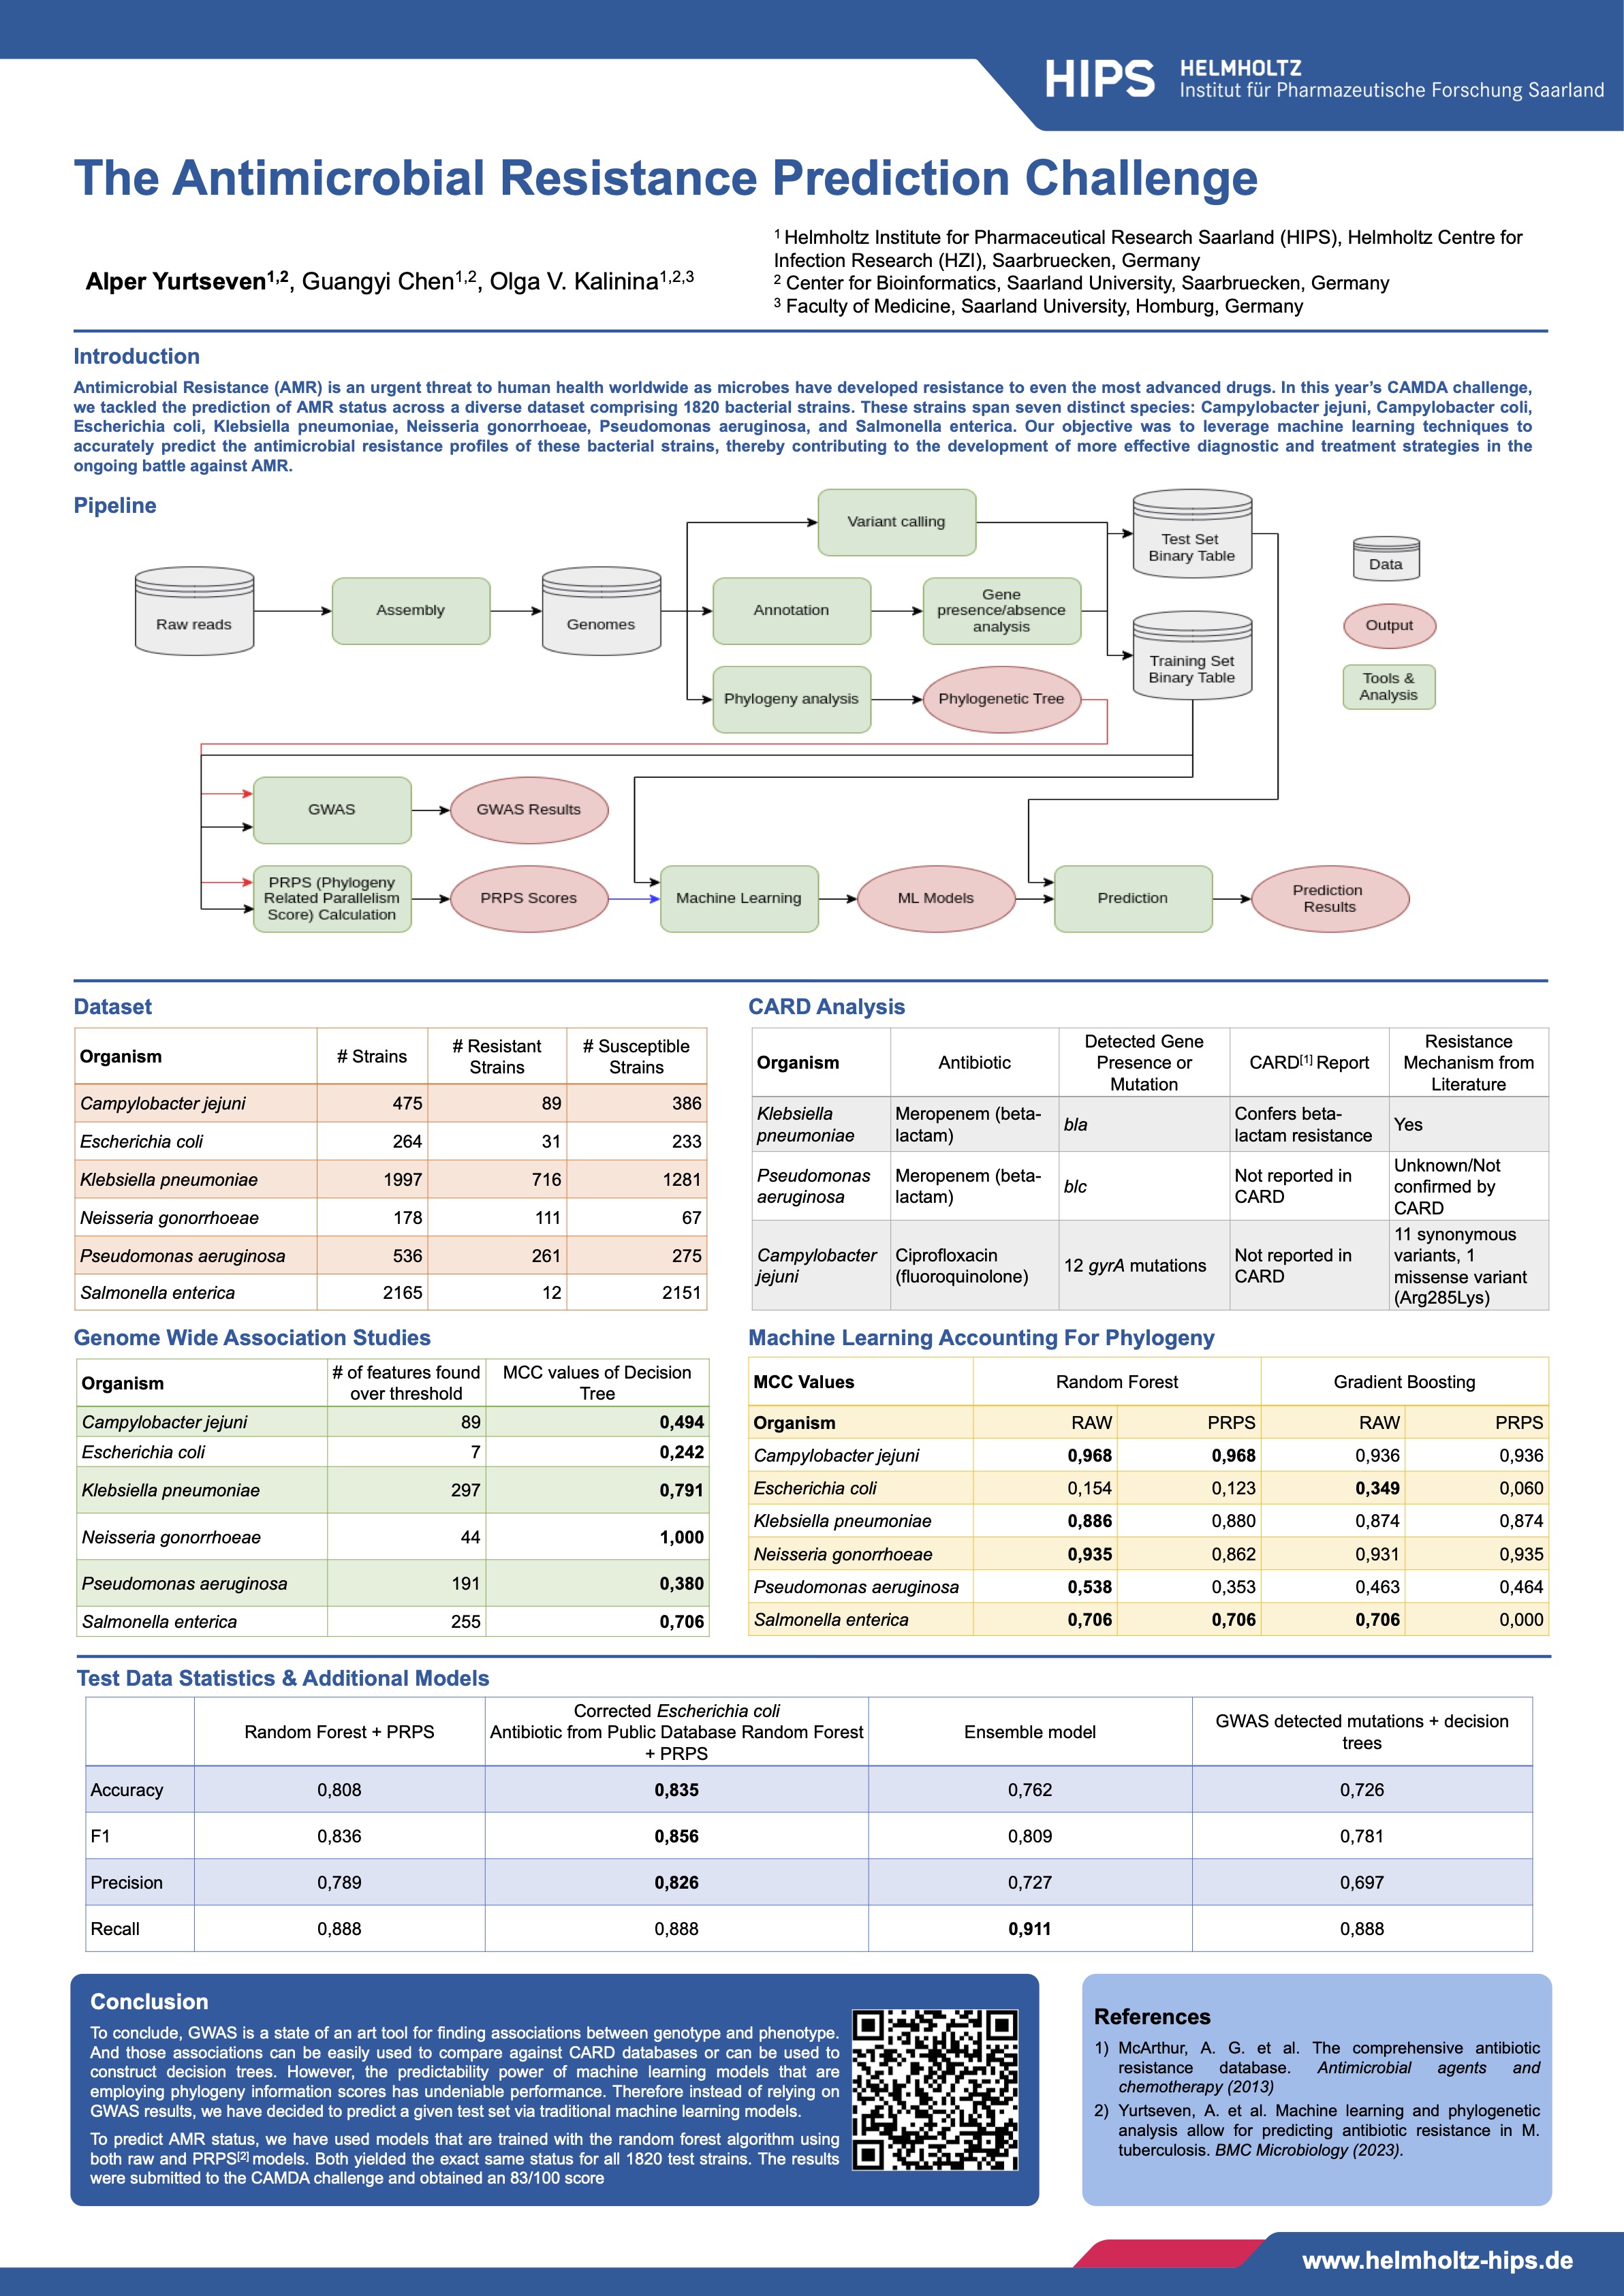 HIPS
HELMHOLTZ
Institut für Pharmazeutische Forschung Saarland
The Antimicrobial Resistance Prediction Challenge
Alper Yurtseven1,2, Guangyi Chen1,2, Olga V. Kalinina1,2,3
1 Helmholtz Institute for Pharmaceutical Research Saarland (HIPS), Helmholtz Centre for
Infection Research (HZI), Saarbruecken, Germany
2 Center for Bioinformatics, Saarland University, Saarbruecken, Germany
3 Faculty of Medicine, Saarland University, Homburg, Germany
Introduction
Antimicrobial Resistance (AMR) is an urgent threat to human health worldwide as microbes have developed resistance to even the most advanced drugs. In this year's CAMDA challenge,
we tackled the prediction of AMR status across a diverse dataset comprising 1820 bacterial strains. These strains span seven distinct species: Campylobacter jejuni, Campylobacter coli,
Escherichia coli, Klebsiella pneumoniae, Neisseria gonorrhoeae, Pseudomonas aeruginosa, and Salmonella enterica. Our objective was to leverage machine learning techniques to
accurately predict the antimicrobial resistance profiles of these bacterial strains, thereby contributing to the development of more effective diagnostic and treatment strategies in the
ongoing battle against AMR.
Pipeline
Raw reads
Assembly
Genomes
Variant calling
Annotation
Gene
presence/absence
analysis
Phylogeny analysis
Phylogenetic Tree
Test Set
Binary Table
Training Set
Binary Table
Data
Output
Tools &
Analysis
GWAS
GWAS Results
PRPS (Phylogeny
Related Parallelism
Score) Calculation
PRPS Scores
Machine Learning
ML Models
Prediction
Prediction
Results
Dataset
Organism # Strains # Resistant Strains # Susceptible Strains
Campylobacter jejuni 475 89 386
Escherichia coli 264 31 233
Klebsiella pneumoniae 1997 716 1281
Neisseria gonorrhoeae 178 111 67
Pseudomonas aeruginosa 536 261 275
Salmonella enterica 2165 12 2151
CARD Analysis
Organism Antibiotic Detected Gene Presence or Mutation CARD[1] Report Resistance Mechanism from Literature
Klebsiella pneumoniae Meropenem (beta-lactam) bla Confers beta-lactam resistance Yes
Pseudomonas aeruginosa Meropenem (beta-lactam) blc Not reported in CARD Unknown/Not confirmed by CARD
Campylobacter jejuni Ciprofloxacin (fluoroquinolone) 12 gyrA mutations Not reported in CARD 11 synonymous variants, 1 missense variant (Arg285Lys)
Genome Wide Association Studies
Organism # of features found over threshold MCC values of Decision Tree
Campylobacter jejuni 89 0,494
Escherichia coli 7 0,242
Klebsiella pneumoniae 297 0,791
Neisseria gonorrhoeae 44 1,000
Pseudomonas aeruginosa 191 0,380
Salmonella enterica 255 0,706
Machine Learning Accounting For Phylogeny
MCC Values Random Forest Gradient Boosting
Organism RAW PRPS RAW PRPS
Campylobacter jejuni 0,968 0,968 0,936 0,936
Escherichia coli 0,154 0,123 0,349 0,060
Klebsiella pneumoniae 0,886 0,880 0,874 0,874
Neisseria gonorrhoeae 0,935 0,862 0,931 0,935
Pseudomonas aeruginosa 0,538 0,353 0,463 0,464
Salmonella enterica 0,706 0,706 0,706 0,000
Test Data Statistics & Additional Models
Random Forest + PRPS Corrected Escherichia coli Antibiotic from Public Database Random Forest + PRPS Ensemble model GWAS detected mutations + decision trees
Accuracy 0,808 0,835 0,762 0,726
F1 0,836 0,856 0,809 0,781
Precision 0,789 0,826 0,727 0,697
Recall 0,888 0,888 0,911 0,888
Conclusion
To conclude, GWAS is a state of an art tool for finding associations between genotype and phenotype.
And those associations can be easily used to compare against CARD databases or can be used to
construct decision trees. However, the predictability power of machine learning models that are
employing phylogeny information scores has undeniable performance. Therefore instead of relying on
GWAS results, we have decided to predict a given test set via traditional machine learning models.
To predict AMR status, we have used models that are trained with the random forest algorithm using
both raw and PRPS[2] models. Both yielded the exact same status for all 1820 test strains. The results
were submitted to the CAMDA challenge and obtained an 83/100 score
References
1) McArthur, A. G. et al. The comprehensive antibiotic
resistance database. Antimicrobial agents and
chemotherapy (2013)
2) Yurtseven, A. et al. Machine learning and phylogenetic
analysis allow for predicting antibiotic resistance in M.
tuberculosis. BMC Microbiology (2023).
www.helmholtz-hips.de